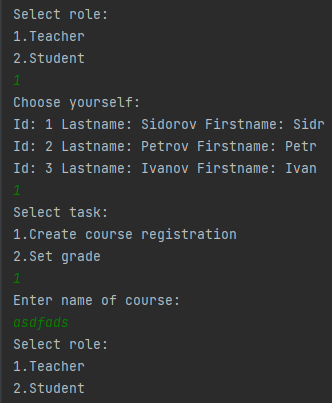 Select role:
1.Teacher
2.Student
1
Choose yourself:
Id: 1 Lastname: Sidorov Firstname: Sidr
Id: 2 Lastname: Petrov Firstname: Petr
Id: 3 Lastname: Ivanov Firstname: Ivan
1
Select task:
1.Create course registration
2.Set grade
1
Enter name of course:
asdfads
Select role:
1.Teacher
2.Student